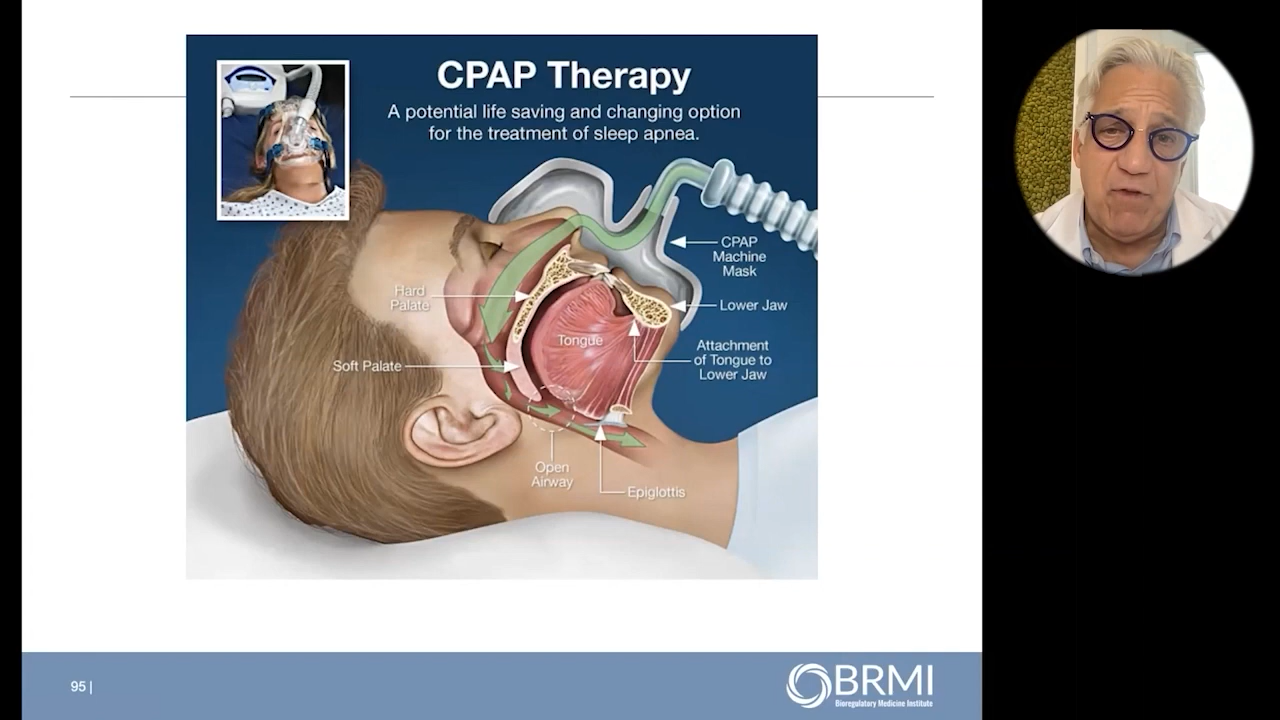 CPAP Therapy
A potential life saving and changing option
for the treatment of sleep apnea.
CPAP
Machine
Mask
Hard
Palate
Lower Jaw
Tongue
Attachment
of Tongue to
Lower Jaw
Soft Palate
Open
Airway
Epiglottis
95 |
BRMI
Bioregulatory Medicine Institute